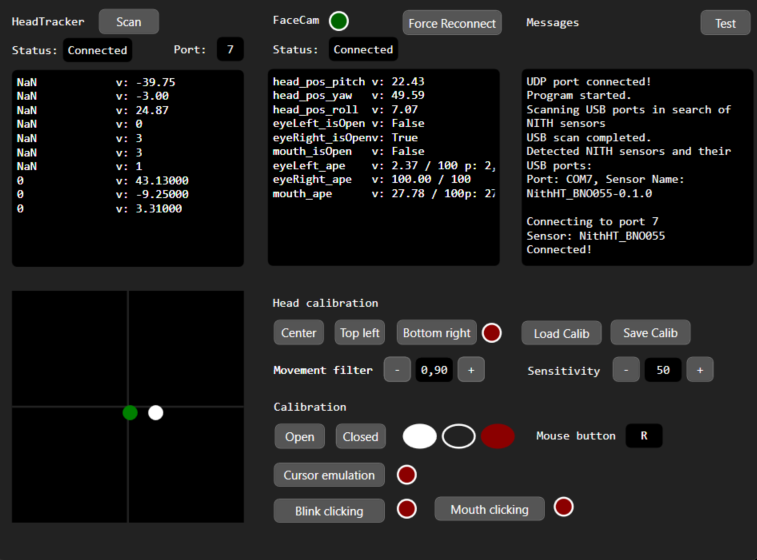 HeadTracker Scan
Status: Connected Port: 7
NaN v: -39.75
NaN v: -3.00
NaN v: 24.87
NaN v: 0
NaN v: 3
NaN v: 3
NaN v: 1
0 v: 43.13000
0 v: -9.25000
0 v: 3.31000
FaceCam Force Reconnect
Status: Connected
head_pos_pitch v: 22.43
head_pos_yaw v: 49.59
head_pos_roll v: 7.07
eyeLeft_isOpen v: False
eyeRight_isOpenv: True
mouth_isOpen v: False
eyeLeft_ape v: 2.37 / 100 p: 2,
eyeRight_ape v: 100.00 / 100
mouth_ape v: 27.78 / 100p: 27
Messages Test
UDP port connected!
Program started.
Scanning USB ports in search of
NITH sensors
USB scan completed.
Detected NITH sensors and their
USB ports:
Port: COM7, Sensor Name:
NithHT_BNO055-0.1.0
Connecting to port 7
Sensor: NithHT_BNO055
Connected!
Head calibration
Center Top left Bottom right Load Calib Save Calib
Movement filter - 0,90 + Sensitivity - 50 +
Calibration
Open Closed Mouse button R
Cursor emulation
Blink clicking Mouth clicking